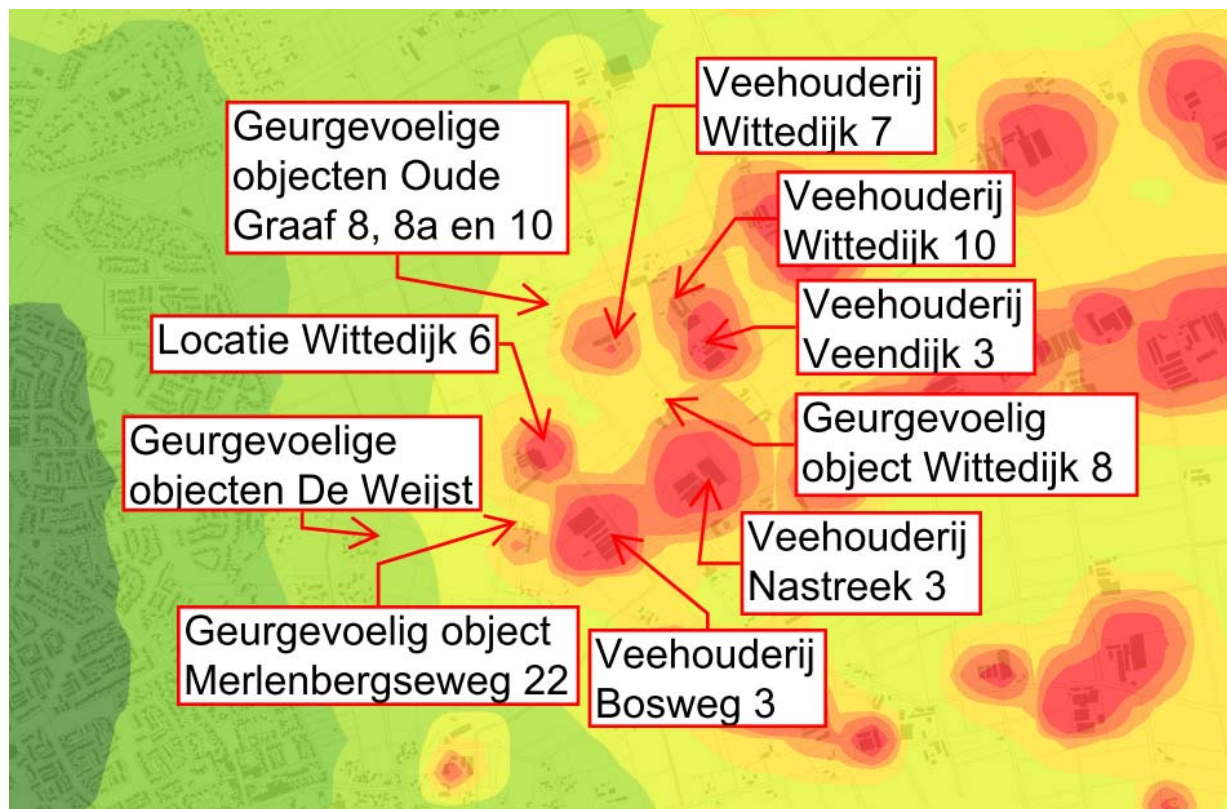 Veehouderij
Wittedijk 7
Geurgevoelige
objecten Oude
Graaf 8, 8a en 10
Veehouderij
Wittedijk 10
Veehouderij
Veendijk 3
Locatie Wittedijk 6
Geurgevoelig
object Wittedijk 8
Geurgevoelige
objecten De Weijst
Veehouderij
Nastreek 3
Geurgevoelig object
Merlenbergseweg 22
Veehouderij
Bosweg 3